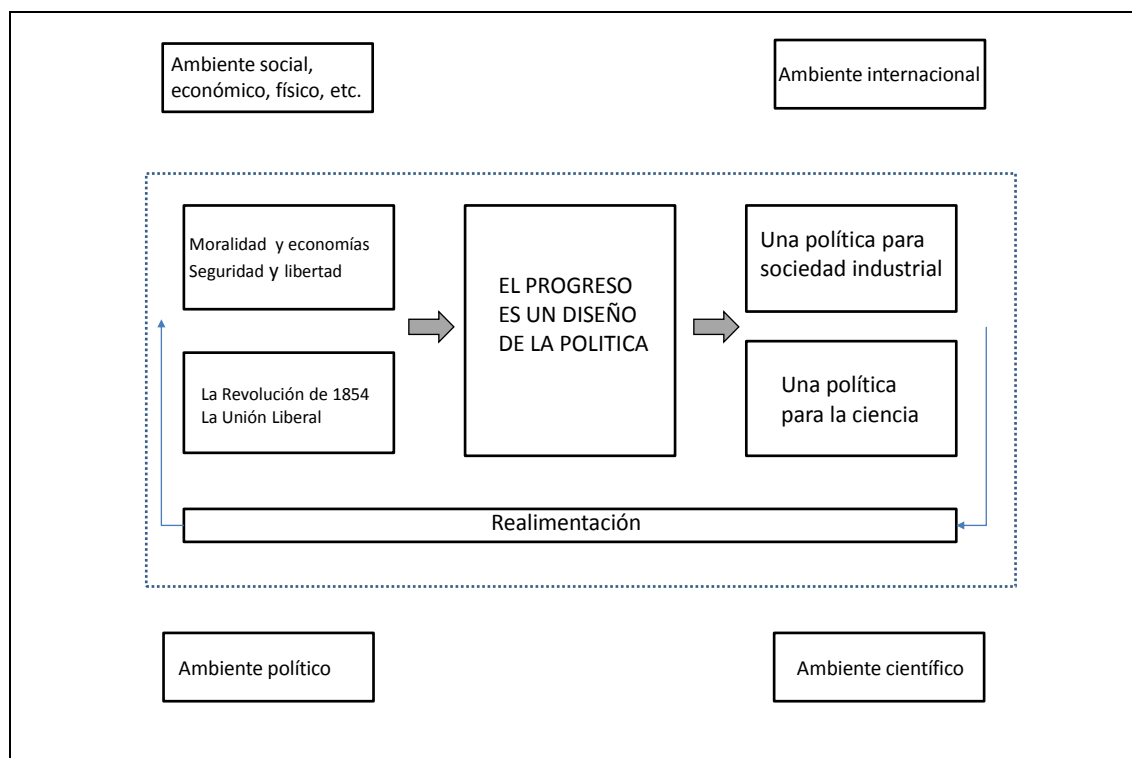 Ambiente social,
económico, físico, etc.
Ambiente internacional
Moralidad y economías
Seguridad y libertad
La Revolución de 1854
La Unión Liberal
EL PROGRESO
ES UN DISEÑO
DE LA POLITICA
Una política para
sociedad industrial
Una política
para la ciencia
Realimentación
Ambiente político
Ambiente científico